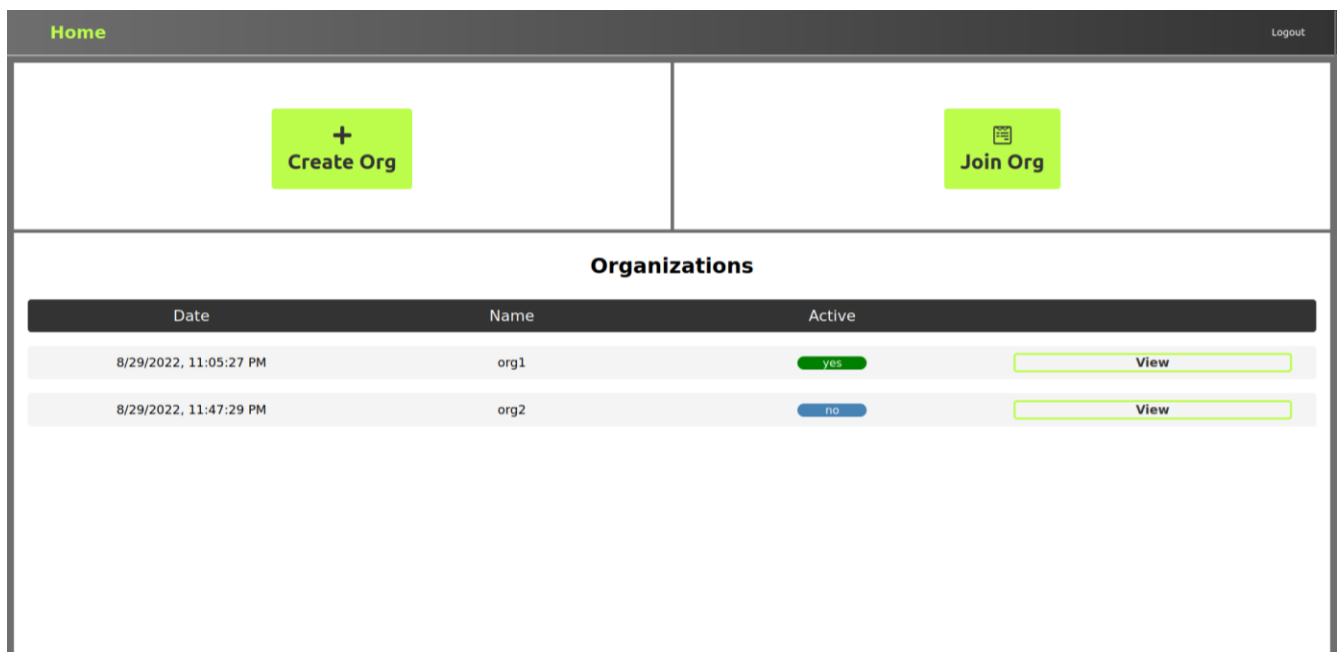 Home Logout
Create Org
Join Org
Organizations
Date Name Active
8/29/2022, 11:05:27 PM org1 yes View
8/29/2022, 11:47:29 PM org2 no View